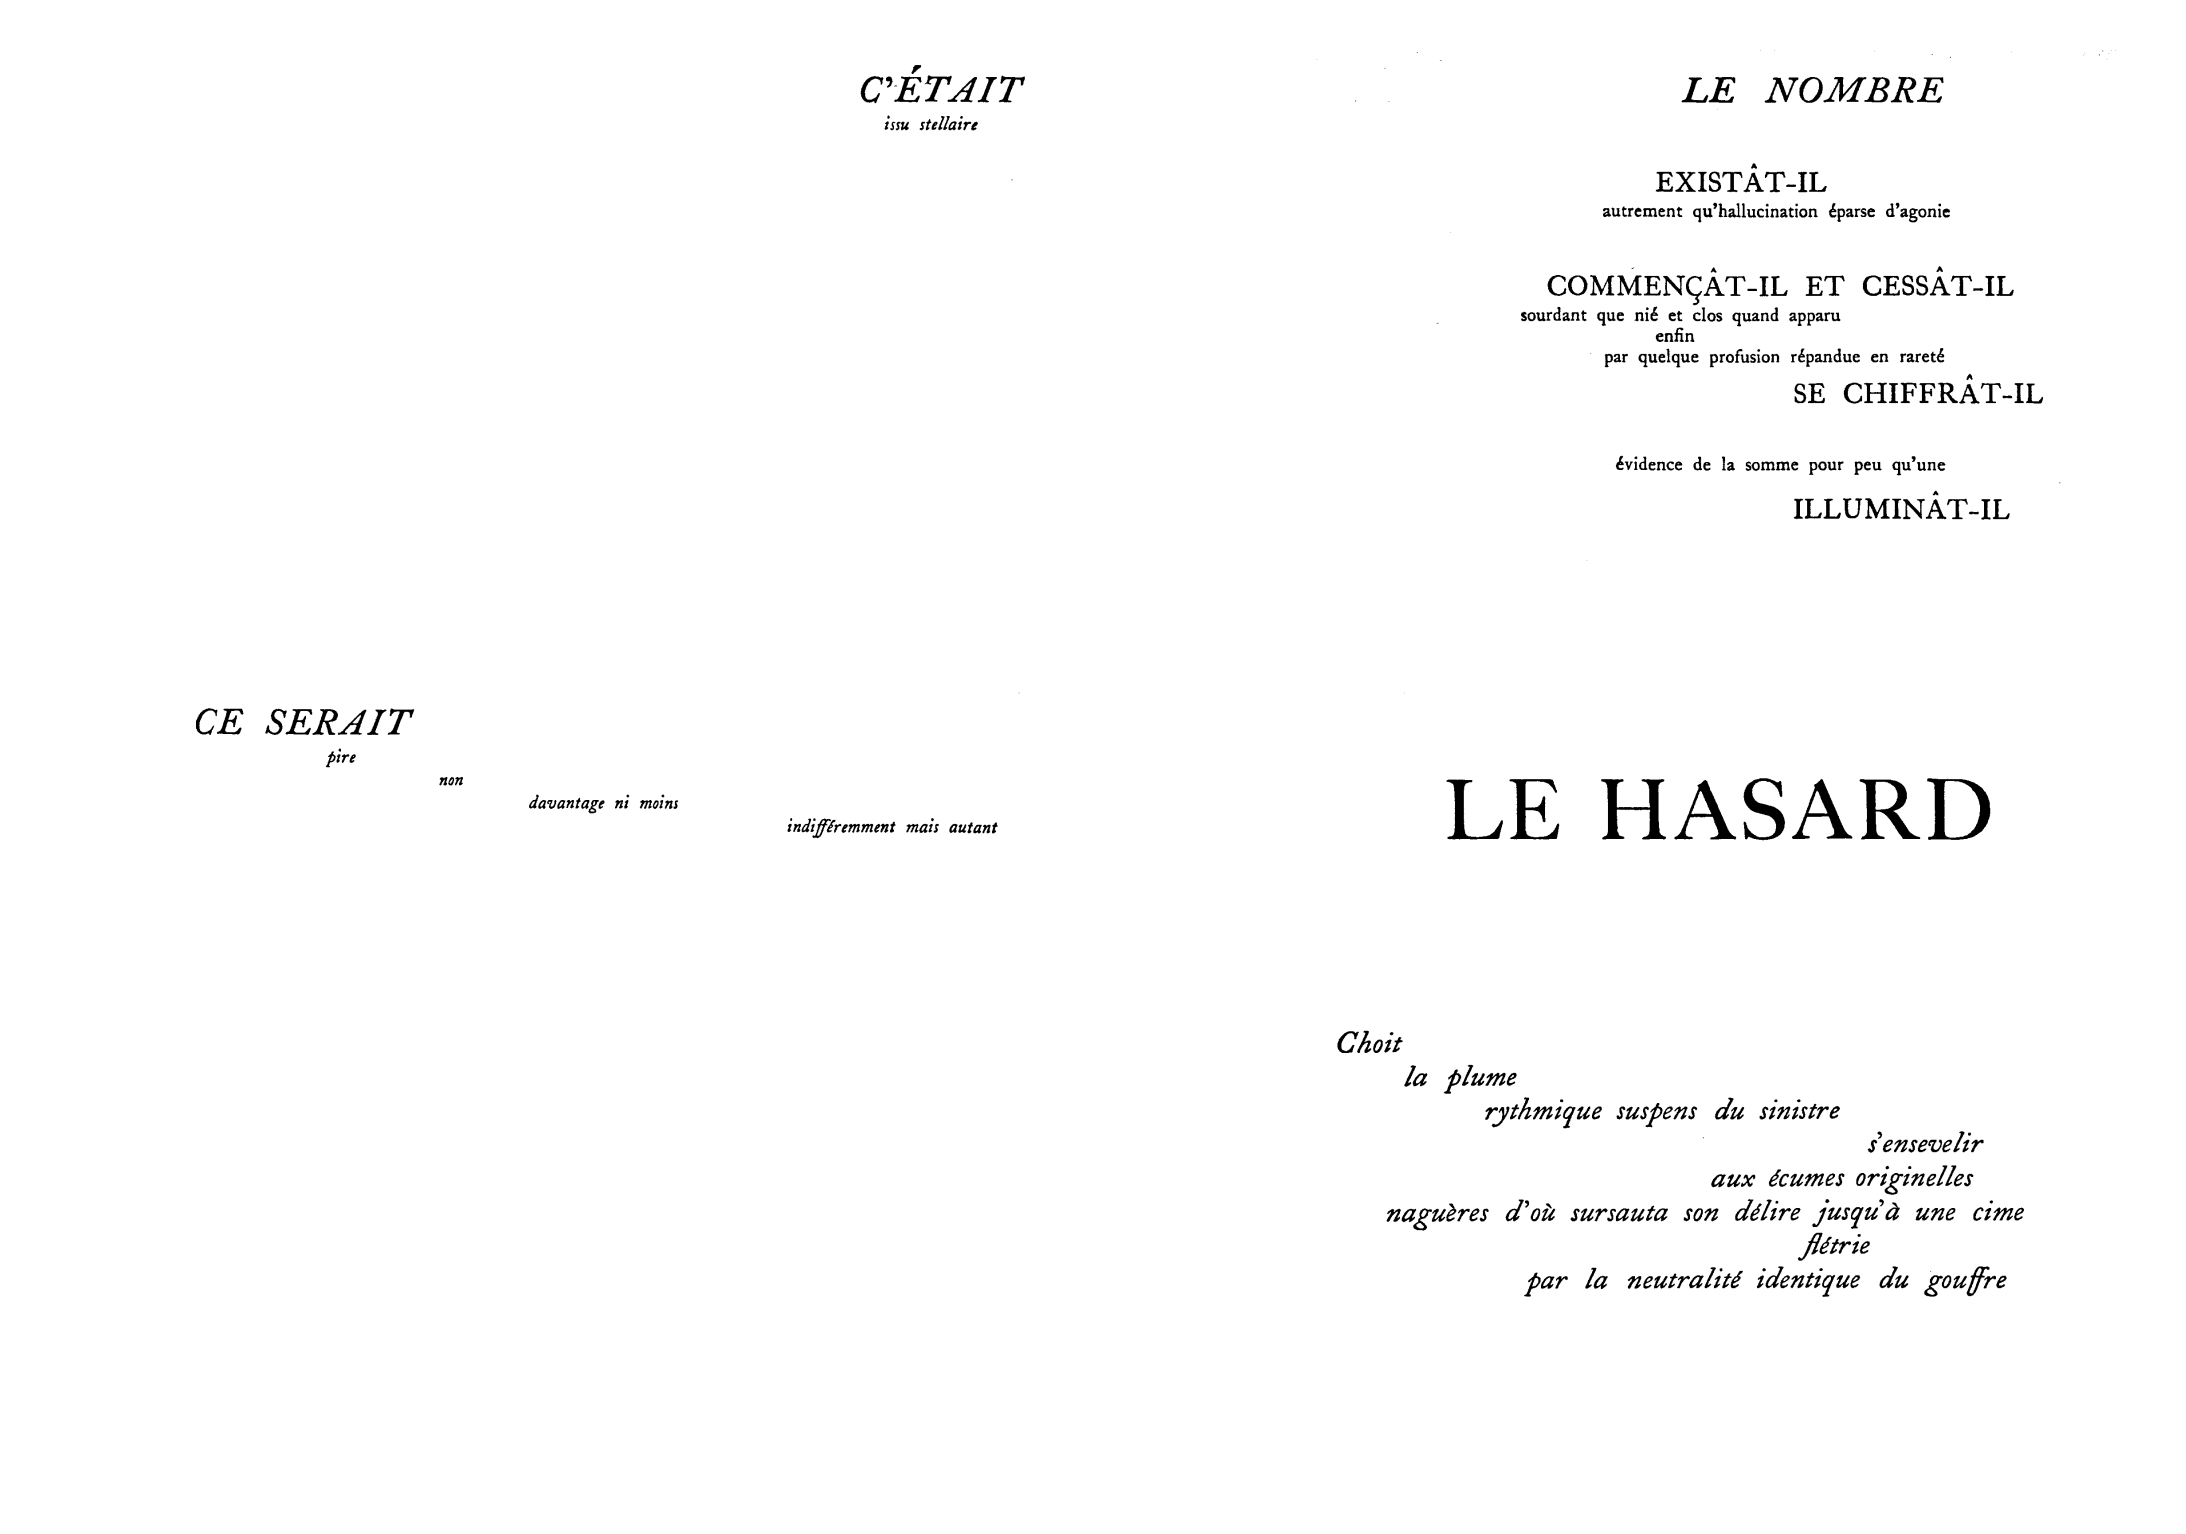 C'ÉTAIT LE NOMBRE
issu stellaire
EXISTÂT-IL
autrement qu'hallucination éparse d'agonie
COMMENÇÂT-IL ET CESSÂT-IL
sourdant que nié et clos quand apparu
enfin
par quelque profusion répandue en rareté
SE CHIFFRÂT-IL
évidence de la somme pour peu qu'une
ILLUMINÂT-IL
CE SERAIT
pire
non
davantage ni moins
indifféremment mais autant
LE HASARD
Choit
la plume
rythmique suspens du sinistre
s'ensevelir
aux écumes originelles
naguères d'où sursauta son délire jusqu'à une cime
flétrie
par la neutralité identique du gouffre